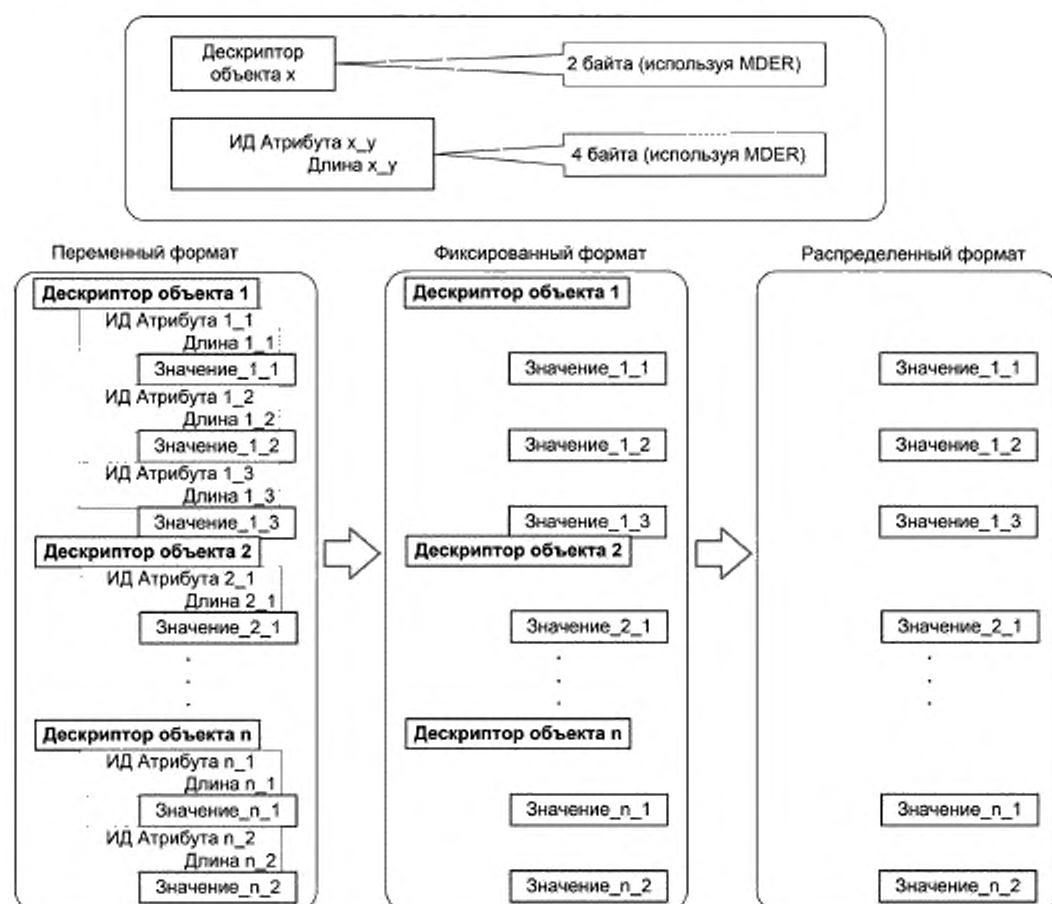 Дескриптор
объекта x
2 байта (используя MDER)
ИД Атрибута x_y
Длина x_y
4 байта (используя MDER)
Переменный формат
Дескриптор объекта 1
ИД Атрибута 1_1
Длина 1_1
Значение_1_1
ИД Атрибута 1_2
Длина 1_2
Значение_1_2
ИД Атрибута 1_3
Длина 1_3
Значение_1_3
Дескриптор объекта 2
ИД Атрибута 2_1
Длина 2_1
Значение_2_1
Дескриптор объекта n
ИД Атрибута n_1
Длина n_1
Значение_n_1
ИД Атрибута n_2
Длина n_2
Значение_n_2
Фиксированный формат
Дескриптор объекта 1
Значение_1_1
Значение_1_2
Значение_1_3
Дескриптор объекта 2
Значение_2_1
Дескриптор объекта n
Значение_n_1
Значение_n_2
Распределенный формат
Значение_1_1
Значение_1_2
Значение_1_3
Значение_2_1
Значение_n_1
Значение_n_2